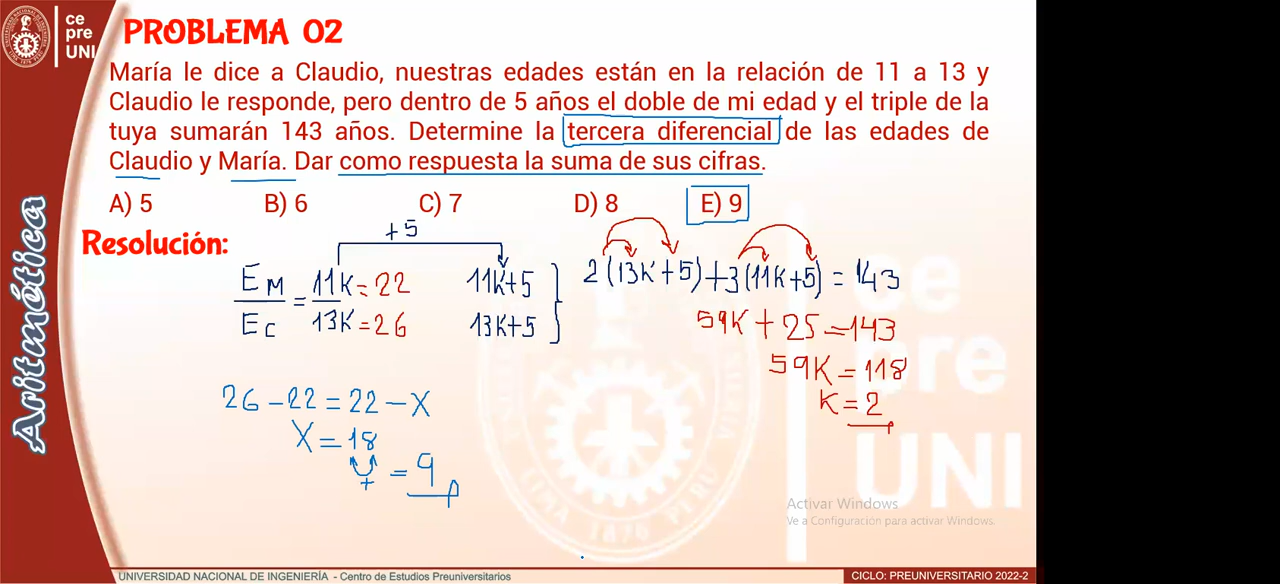 ce
pre
UNI
PROBLEMA 02
María le dice a Claudio, nuestras edades están en la relación de 11 a 13 y
Claudio le responde, pero dentro de 5 años el doble de mi edad y el triple de la
tuya sumarán 143 años. Determine la tercera diferencial de las edades de
Claudio y María. Dar como respuesta la suma de sus cifras.
A) 5 B) 6 C) 7 D) 8 E) 9
Resolución:
+5
EM = 11K = 22 11K+5
EC 13K = 26 13K+5
2(13K+5)+3(11K+5) = 143
59K + 25 = 143
59K = 118
K = 2
26 - 22 = 22 - X
X = 18
+ = 9
Aritmética
ce
pre
UNI
Activar Windows
Ve a Configuración para activar Windows.
UNIVERSIDAD NACIONAL DE INGENIERÍA - Centro de Estudios Preuniversitarios
CICLO: PREUNIVERSITARIO 2022-2